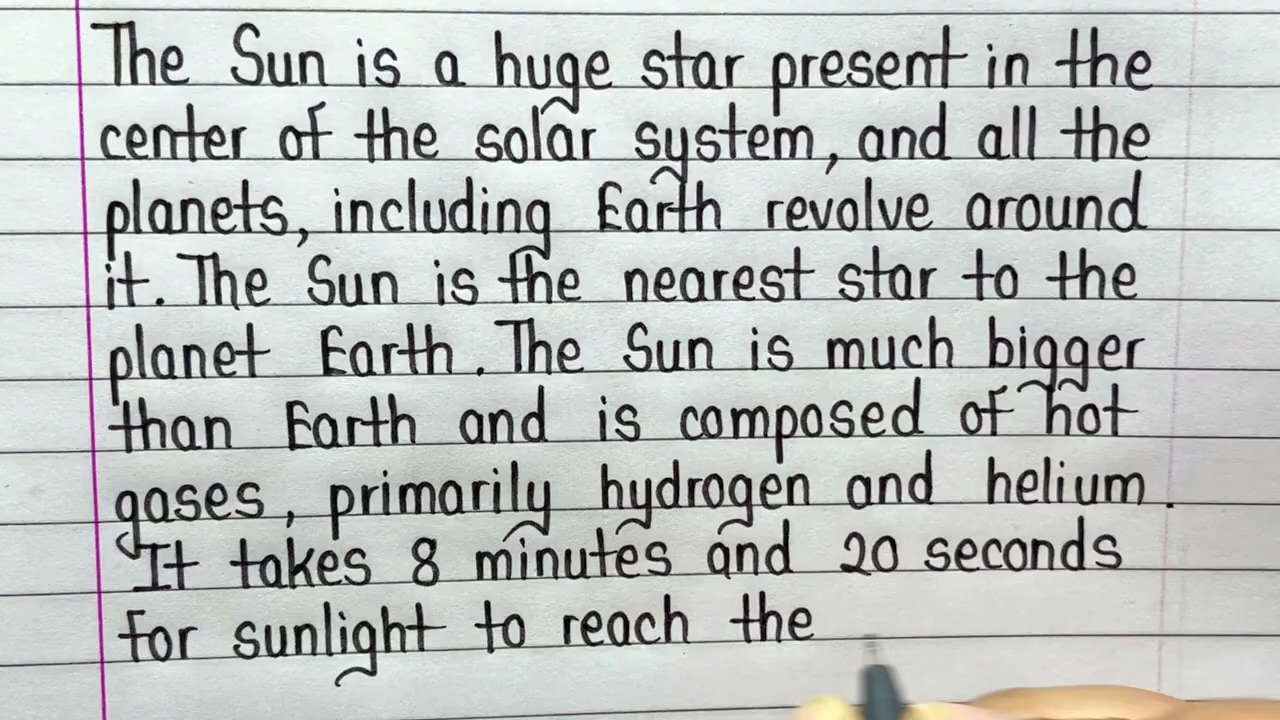 The Sun is a huge star present in the
center of the solar system, and all the
planets, including Earth revolve around
it. The Sun is the nearest star to the
planet Earth. The Sun is much bigger
than Earth and is composed of hot
gases, primarily hydrogen and helium.
It takes 8 minutes and 20 seconds
for sunlight to reach the